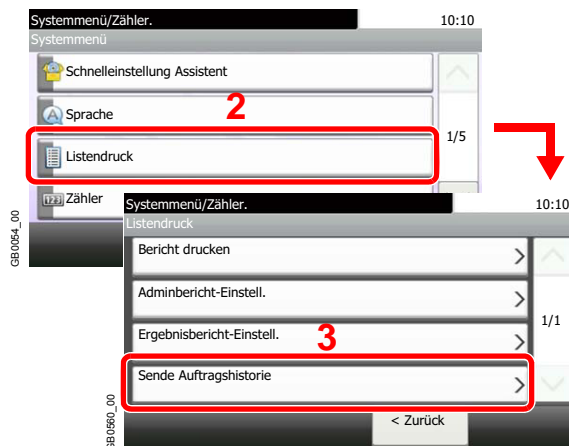 Systemmenü/Zähler.
10:10
Systemmenü
Schnelleinstellung Assistent
Sprache
2
1/5
Listendruck
123 Zähler
GB0054_00
Systemmenü/Zähler.
10:10
Listendruck
Bericht drucken
Adminbericht-Einstell.
1/1
Ergebnisbericht-Einstell.
3
Sende Auftragshistorie
< Zurück
GB0560_00